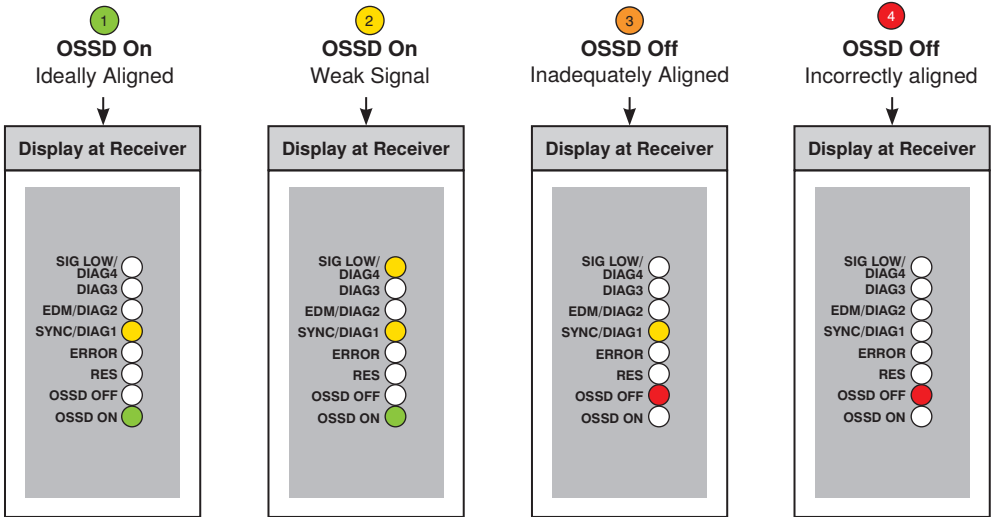 1
OSSD On
Ideally Aligned
Display at Receiver
SIG LOW/
DIAG4
DIAG3
EDM/DIAG2
SYNC/DIAG1
ERROR
RES
OSSD OFF
OSSD ON
2
OSSD On
Weak Signal
Display at Receiver
SIG LOW/
DIAG4
DIAG3
EDM/DIAG2
SYNC/DIAG1
ERROR
RES
OSSD OFF
OSSD ON
3
OSSD Off
Inadequately Aligned
Display at Receiver
SIG LOW/
DIAG4
DIAG3
EDM/DIAG2
SYNC/DIAG1
ERROR
RES
OSSD OFF
OSSD ON
4
OSSD Off
Incorrectly aligned
Display at Receiver
SIG LOW/
DIAG4
DIAG3
EDM/DIAG2
SYNC/DIAG1
ERROR
RES
OSSD OFF
OSSD ON